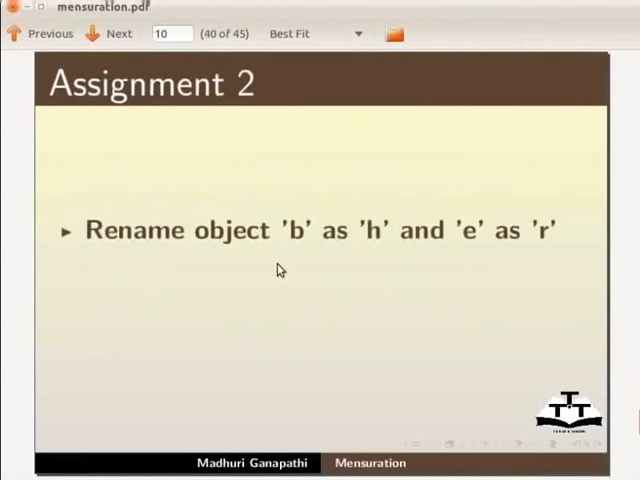 mensuration.pdf
Previous Next 10 (40 of 45) Best Fit
Assignment 2
Rename object 'b' as 'h' and 'e' as 'r'
Madhuri Ganapathi Mensuration